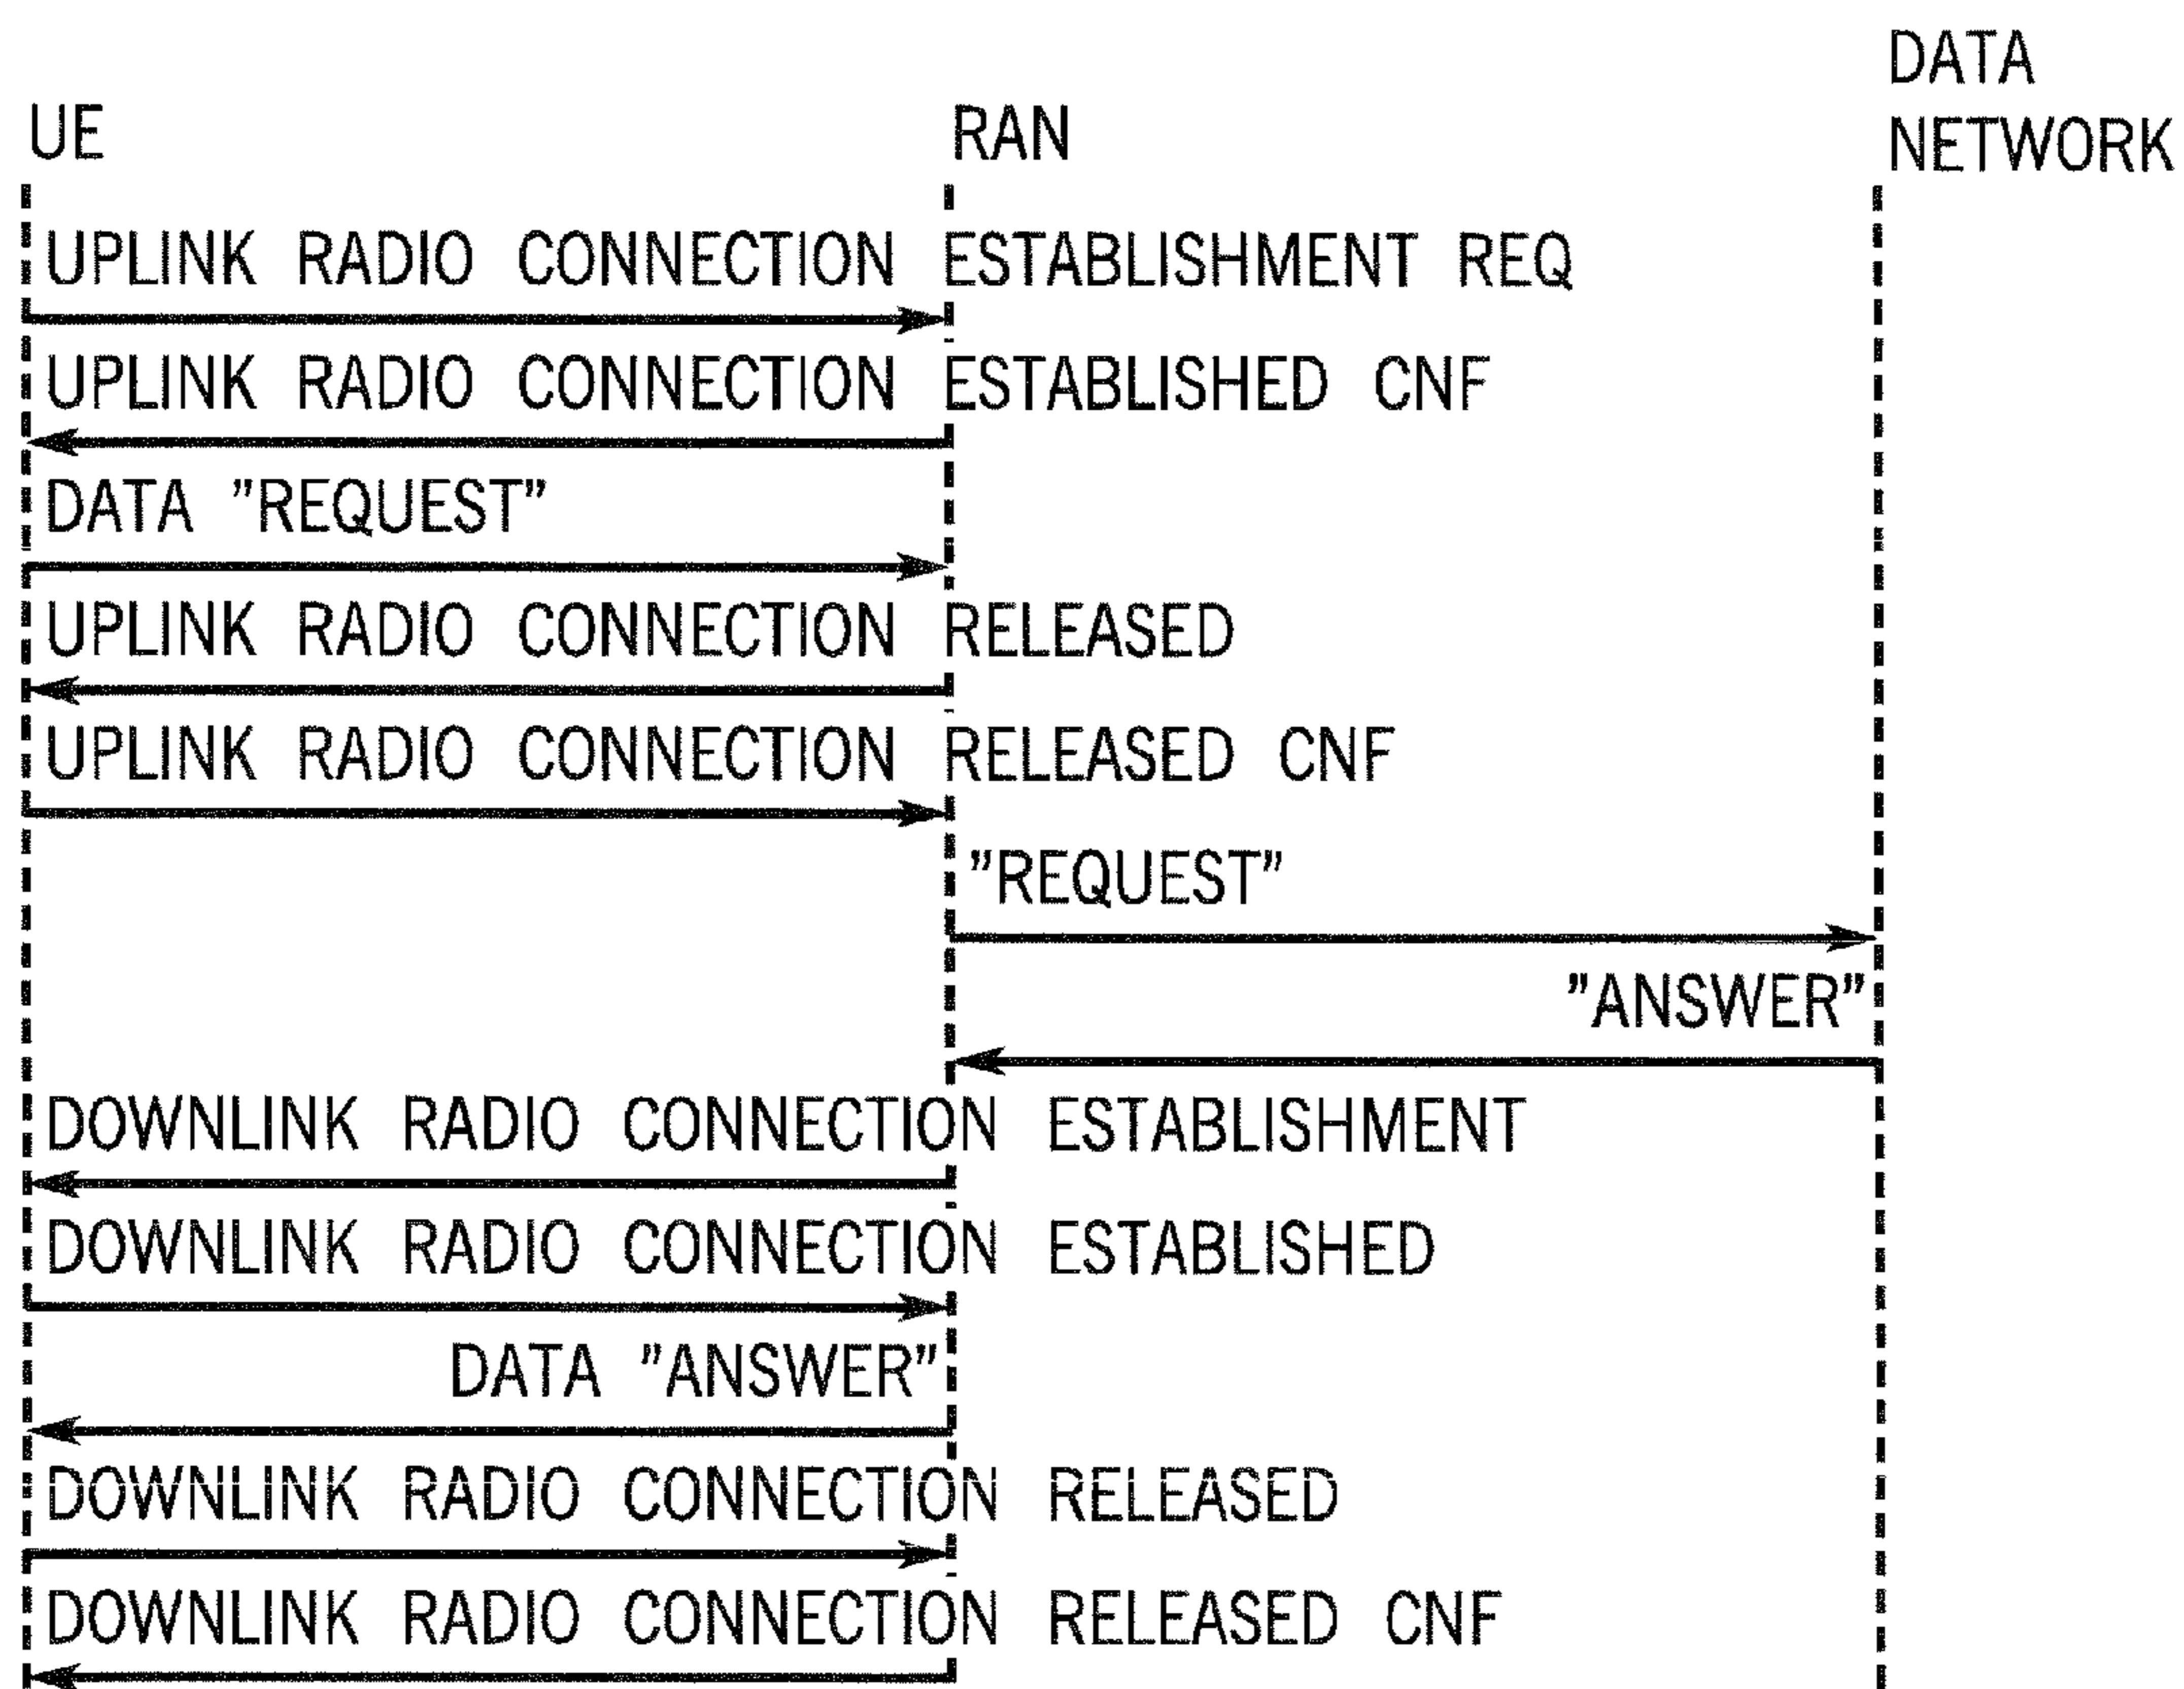 DATA
UE RAN NETWORK
UPLINK RADIO CONNECTION ESTABLISHMENT REQ
UPLINK RADIO CONNECTION ESTABLISHED CNF
DATA "REQUEST"
UPLINK RADIO CONNECTION RELEASED
UPLINK RADIO CONNECTION RELEASED CNF
"REQUEST"
"ANSWER"
DOWNLINK RADIO CONNECTION ESTABLISHMENT
DOWNLINK RADIO CONNECTION ESTABLISHED
DATA "ANSWER"
DOWNLINK RADIO CONNECTION RELEASED
DOWNLINK RADIO CONNECTION RELEASED CNF